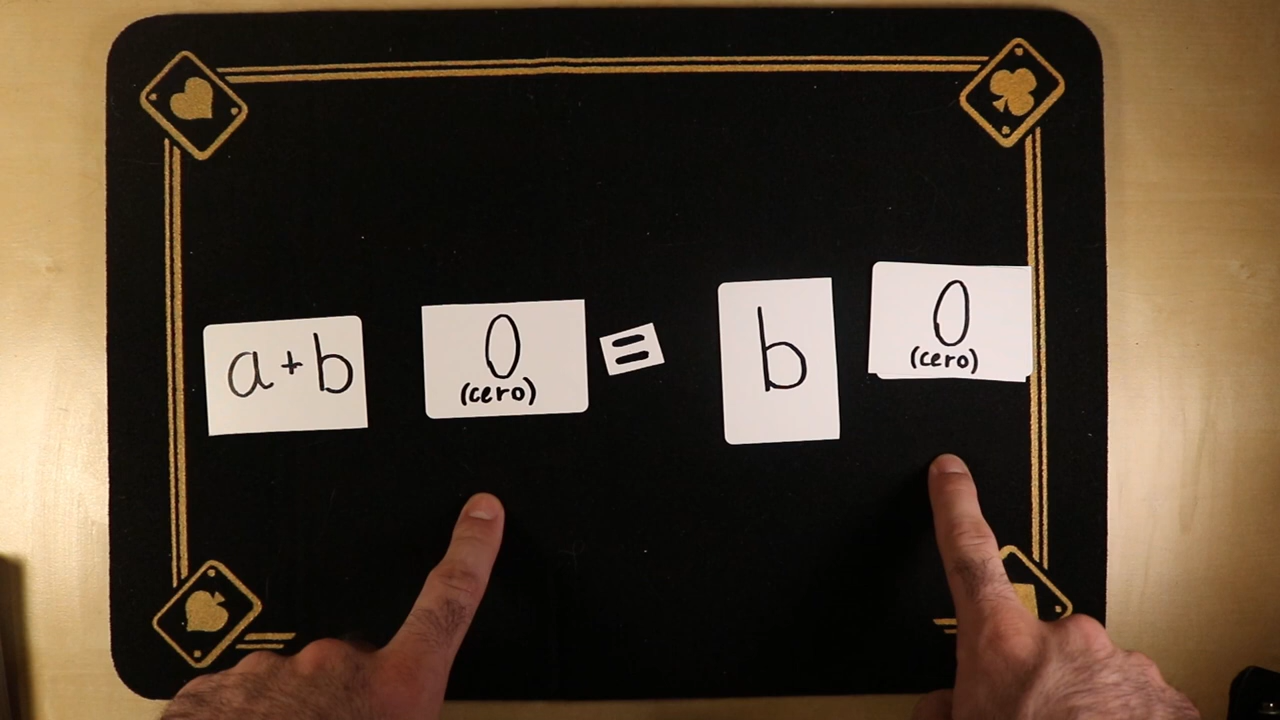 a+b 0 = b 0
(cero) (cero)